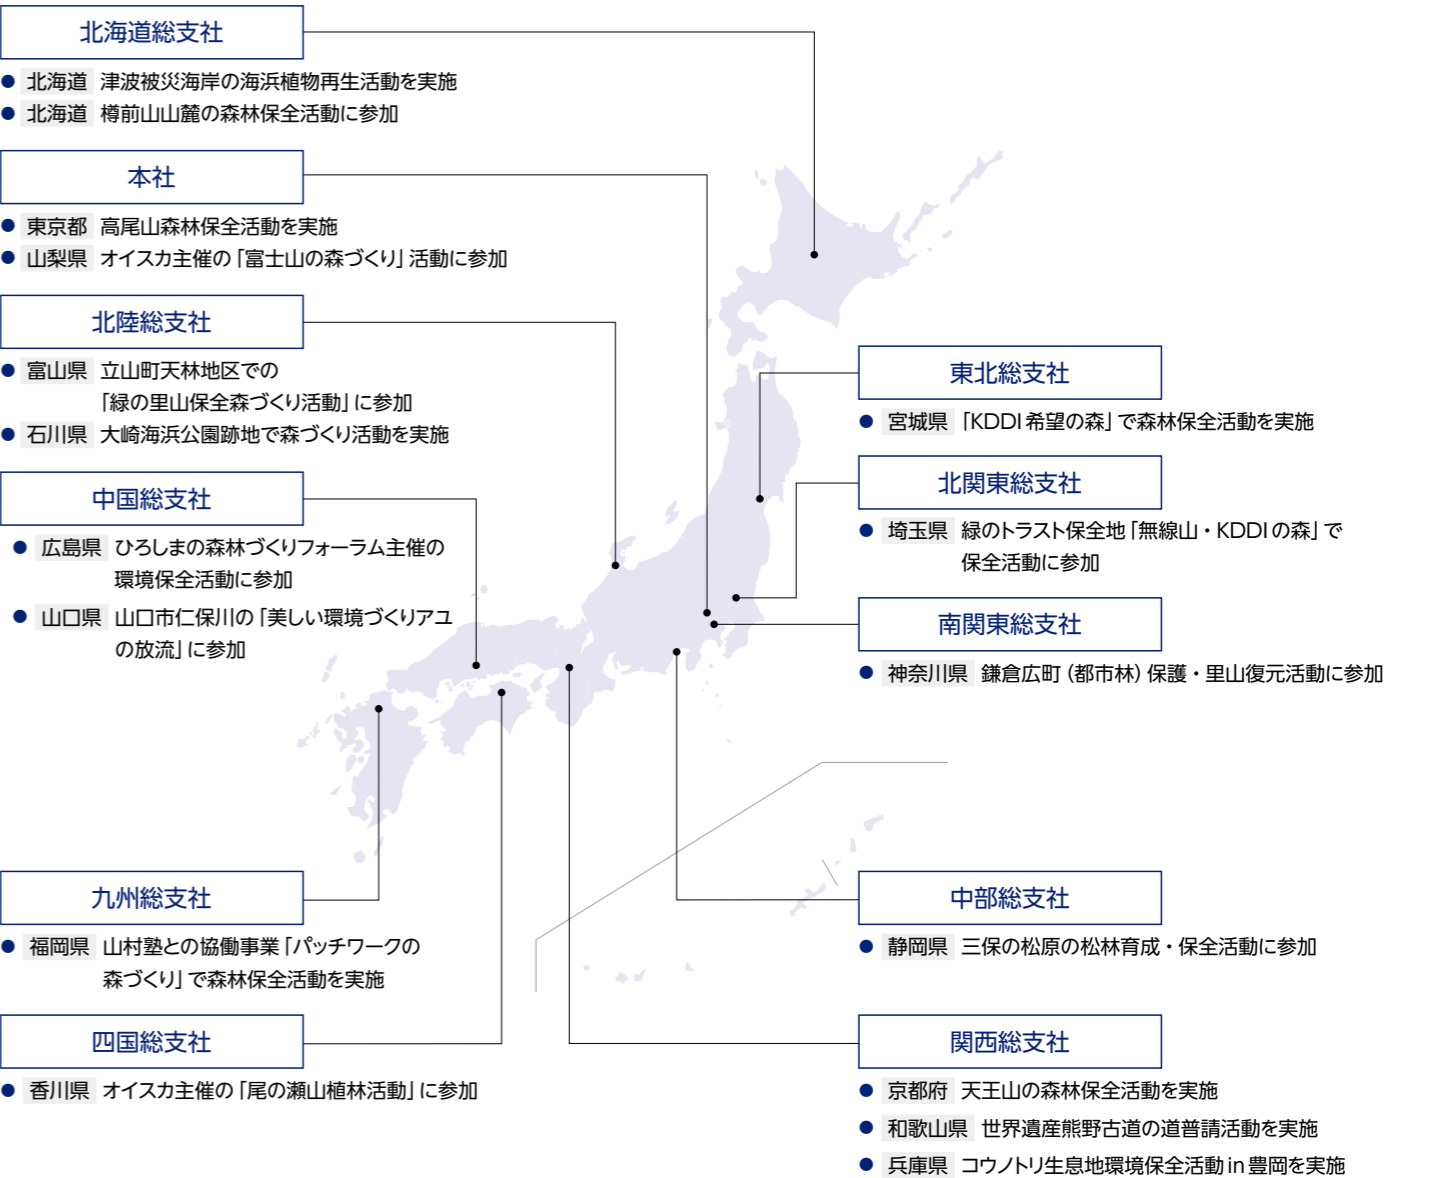 北海道総支社
北海道 津波被災海岸の海浜植物再生活動を実施
北海道 樽前山山麓の森林保全活動に参加
本社
東京都 高尾山森林保全活動を実施
山梨県 オイスカ主催の「富士山の森づくり」活動に参加
北陸総支社
富山県 立山町天林地区での
「緑の里山保全森づくり活動」に参加
石川県 大崎海浜公園跡地で森づくり活動を実施
中国総支社
広島県 ひろしまの森林づくりフォーラム主催の
環境保全活動に参加
山口県 山口市仁保川の「美しい環境づくりアユ
の放流」に参加
九州総支社
福岡県 山村塾との協働事業「パッチワークの
森づくり」で森林保全活動を実施
四国総支社
香川県 オイスカ主催の「尾の瀬山植林活動」に参加
東北総支社
宮城県 「KDDI希望の森」で森林保全活動を実施
北関東総支社
埼玉県 緑のトラスト保全地「無線山・KDDIの森」で
保全活動に参加
南関東総支社
神奈川県 鎌倉広町（都市林）保護・里山復元活動に参加
中部総支社
静岡県 三保の松原の松林育成・保全活動に参加
関西総支社
京都府 天王山の森林保全活動を実施
和歌山県 世界遺産熊野古道の道普請活動を実施
兵庫県 コウノトリ生息地環境保全活動in豊岡を実施